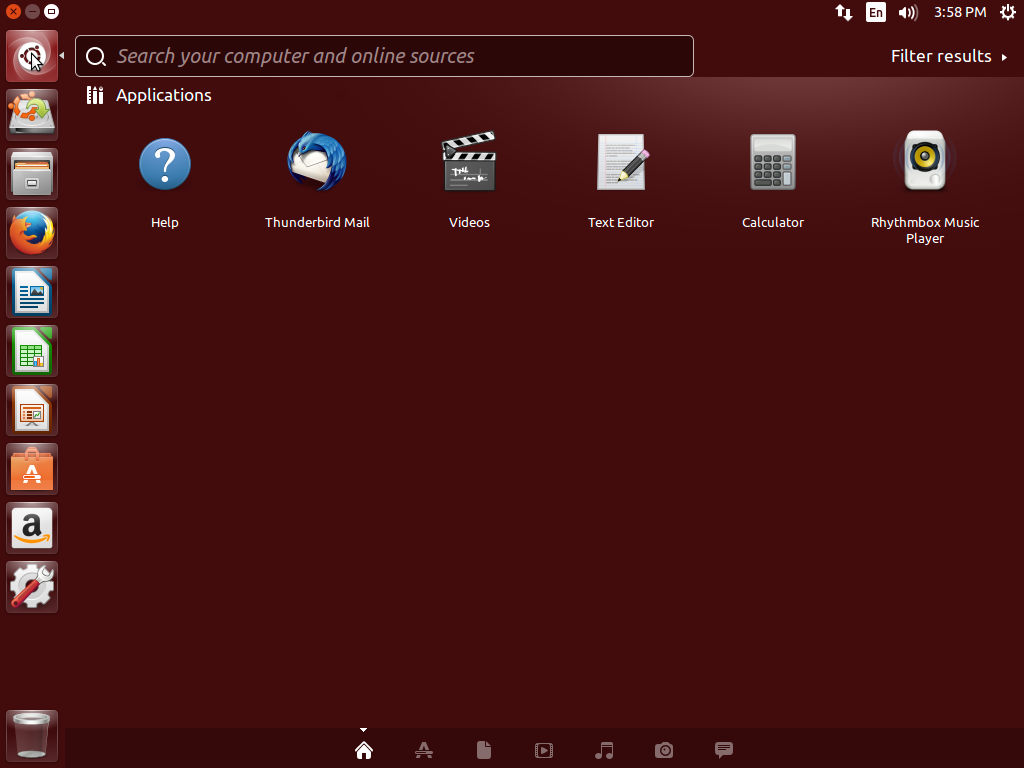 En
3:58 PM
Search your computer and online sources
Filter results
Applications
Help
Thunderbird Mail
Videos
Text Editor
Calculator
Rhythmbox Music
Player